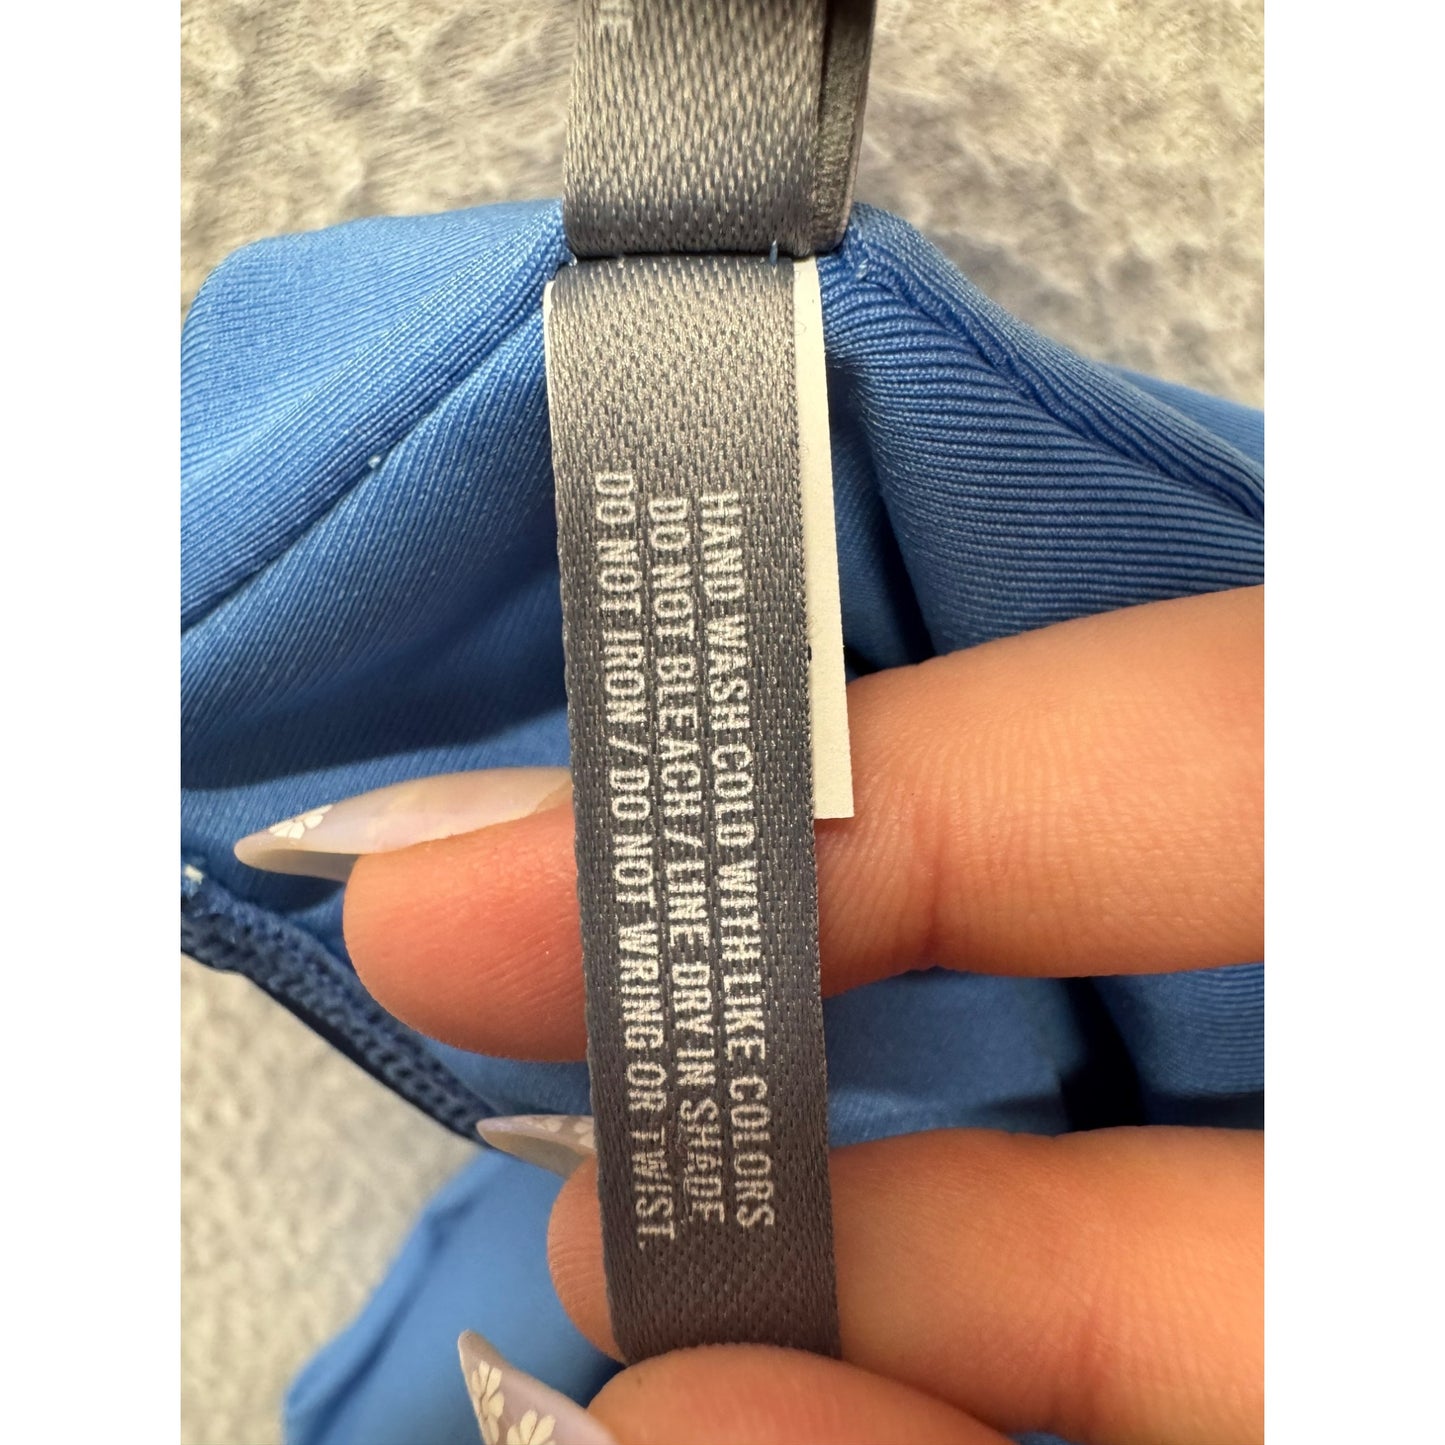 HAND WASH COLD WITH LIKE COLORS
DO NOT BLEACH / LINE DRY IN SHADE
DO NOT IRON / DO NOT WRING OR TWIST.